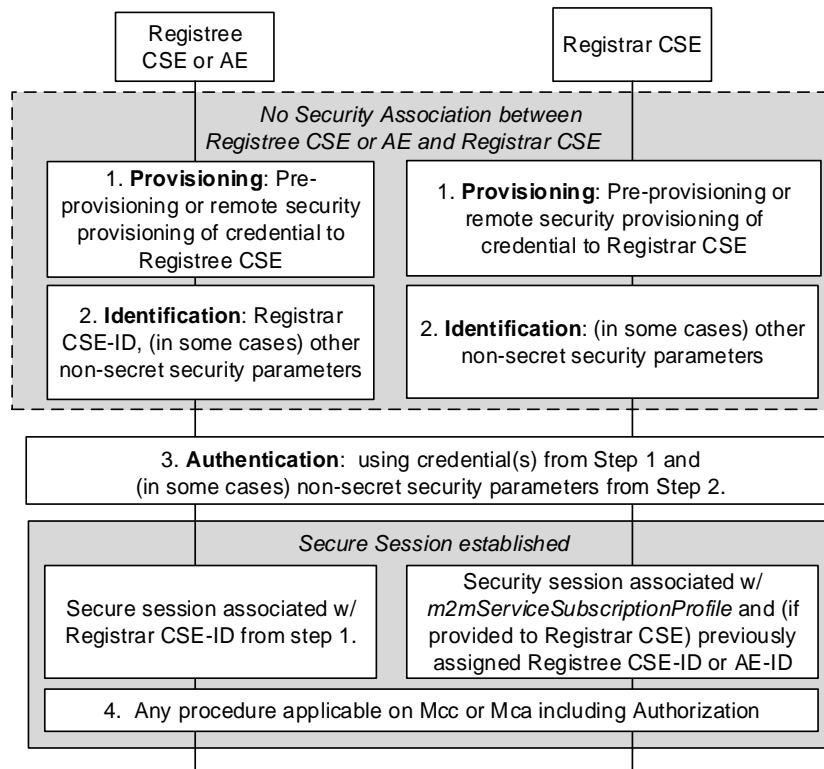 Registree
CSE or AE
Registrar CSE
No Security Association between
Registree CSE or AE and Registrar CSE
1. Provisioning: Pre-
provisioning or remote security
provisioning of credential to
Registree CSE
1. Provisioning: Pre-provisioning or
remote security provisioning of
credential to Registrar CSE
2. Identification: Registrar
CSE-ID, (in some cases) other
non-secret security parameters
2. Identification: (in some cases) other
non-secret security parameters
3. Authentication: using credential(s) from Step 1 and
(in some cases) non-secret security parameters from Step 2.
Secure Session established
Secure session associated w/
Registrar CSE-ID from step 1.
Security session associated w/
m2mServiceSubscriptionProfile and (if
provided to Registrar CSE) previously
assigned Registree CSE-ID or AE-ID
4. Any procedure applicable on Mcc or Mca including Authorization